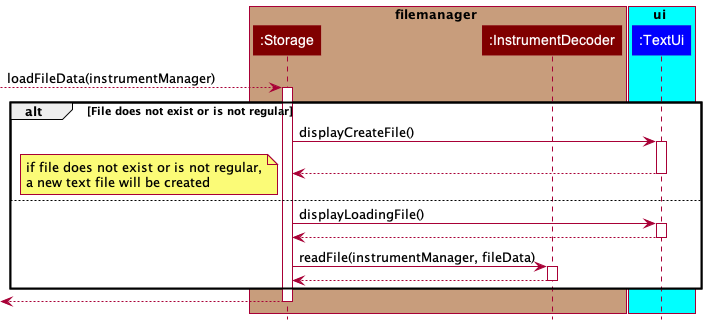 filemanager
ui
:Storage
:InstrumentDecoder
:TextUi
loadFileData(instrumentManager)
alt
[File does not exist or is not regular]
displayCreateFile()
if file does not exist or is not regular,
a new text file will be created
displayLoadingFile()
readFile(instrumentManager, fileData)